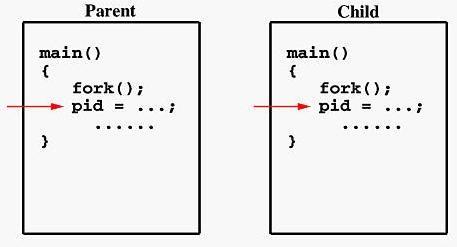 Parent
main()
{
fork();
pid = ...;
......
}
Child
main()
{
fork();
pid = ...;
......
}